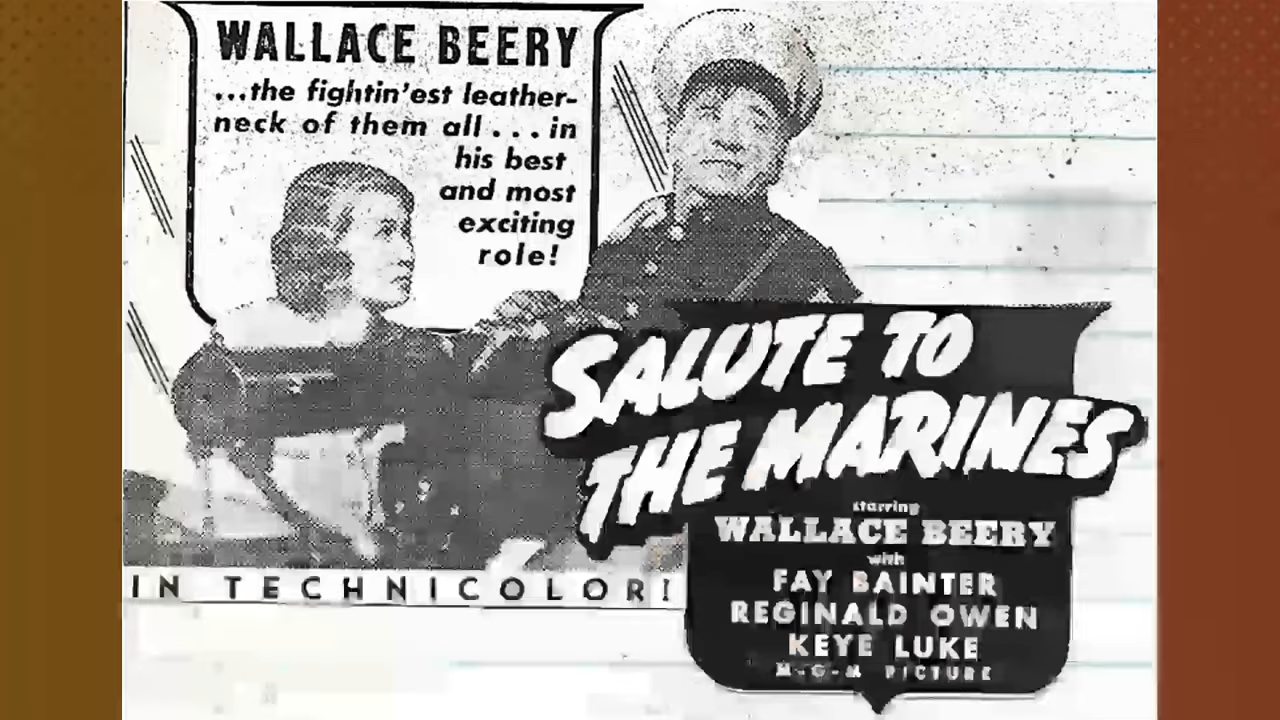 WALLACE BEERY
...the fightin'est leather-
neck of them all...in
his best
and most
exciting
role!
SALUTE TO
THE MARINES
starring
WALLACE BEERY
with
FAY BAINTER
REGINALD OWEN
KEYE LUKE
M-G-M PICTURE
IN TECHNICOLOR!